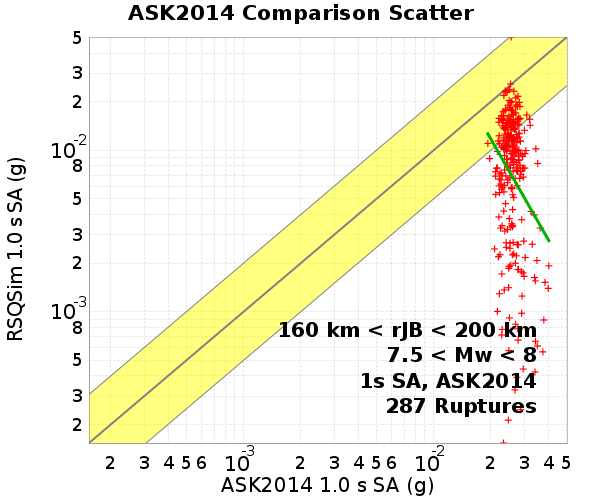 ASK2014 Comparison Scatter
5
3
2
10-2
8
5
3
2
10-3
8
5
3
2
RSQSim 1.0 s SA (g)
160 km < rJB < 200 km
7.5 < Mw < 8
1s SA, ASK2014
287 Ruptures
2 3 4 5 6 10-3 2 3 4 5 6 10-2 2 3 4 5
ASK2014 1.0 s SA (g)